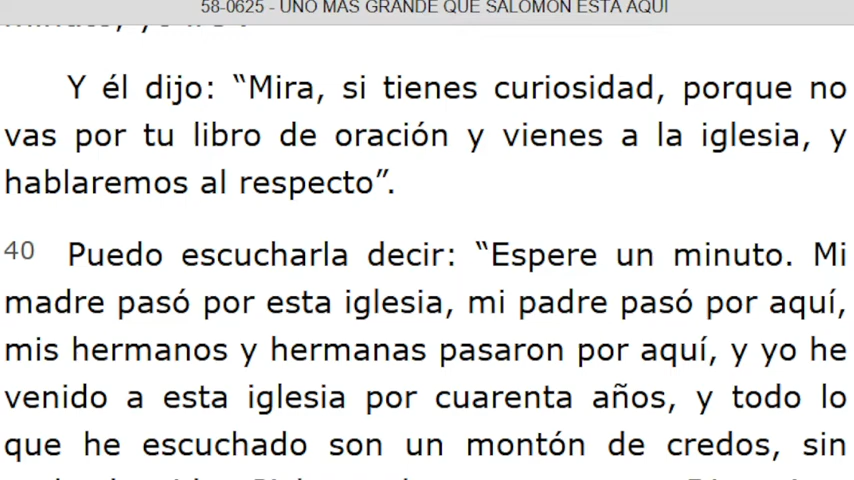 58-0625 - UNO MAS GRANDE QUE SALOMON ESTA AQUI
Y él dijo: “Mira, si tienes curiosidad, porque no
vas por tu libro de oración y vienes a la iglesia, y
hablaremos al respecto”.
40 Puedo escucharla decir: “Espere un minuto. Mi
madre pasó por esta iglesia, mi padre pasó por aquí,
mis hermanos y hermanas pasaron por aquí, y yo he
venido a esta iglesia por cuarenta años, y todo lo
que he escuchado son un montón de credos, sin